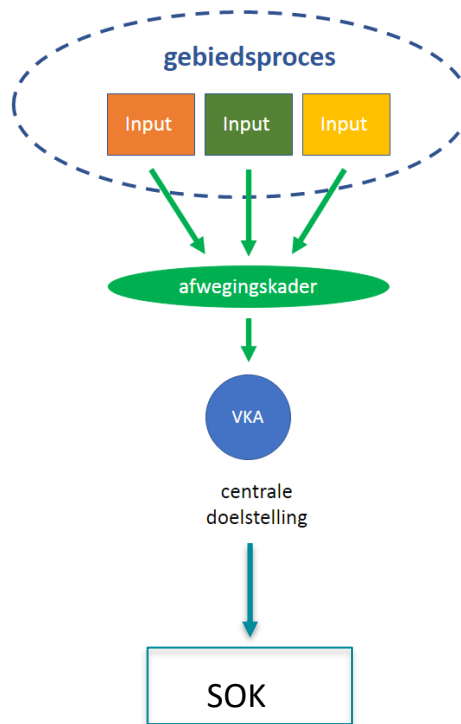 gebiedsproces
Input Input Input
afwegingskader
VKA
centrale
doelstelling
SOK